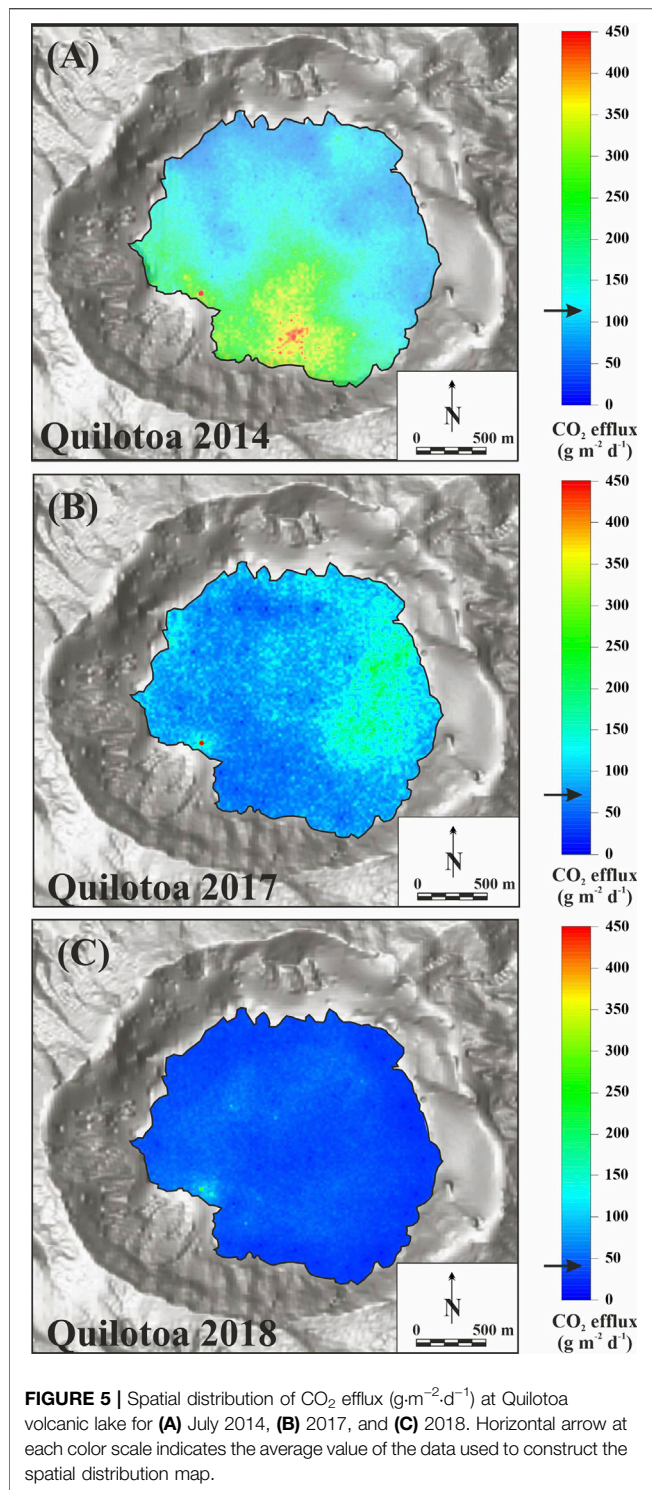 (A)
Quilotoa 2014
N
0 500 m
450
400
350
300
250
200
150
100
50
0
CO₂ efflux
(g m⁻² d⁻¹)
(B)
Quilotoa 2017
N
0 500 m
450
400
350
300
250
200
150
100
50
0
CO₂ efflux
(g m⁻² d⁻¹)
(C)
Quilotoa 2018
N
0 500 m
450
400
350
300
250
200
150
100
50
0
CO₂ efflux
(g m⁻² d⁻¹)
FIGURE 5 | Spatial distribution of CO₂ efflux (g·m⁻²·d⁻¹) at Quilotoa
volcanic lake for (A) July 2014, (B) 2017, and (C) 2018. Horizontal arrow at
each color scale indicates the average value of the data used to construct the
spatial distribution map.